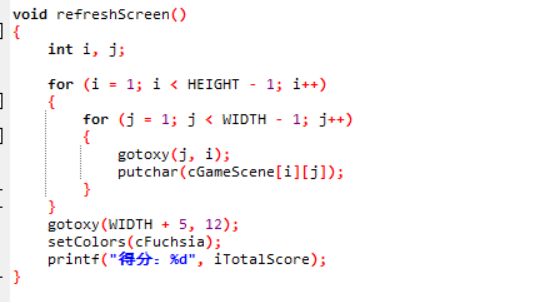 void refreshScreen()
{
    int i, j;

    for (i = 1; i < HEIGHT - 1; i++)
    {
        for (j = 1; j < WIDTH - 1; j++)
        {
            gotoxy(j, i);
            putchar(cGameScene[i][j]);
        }
    }
    gotoxy(WIDTH + 5, 12);
    setColors(cFuchsia);
    printf("得分: %d", iTotalScore);
}